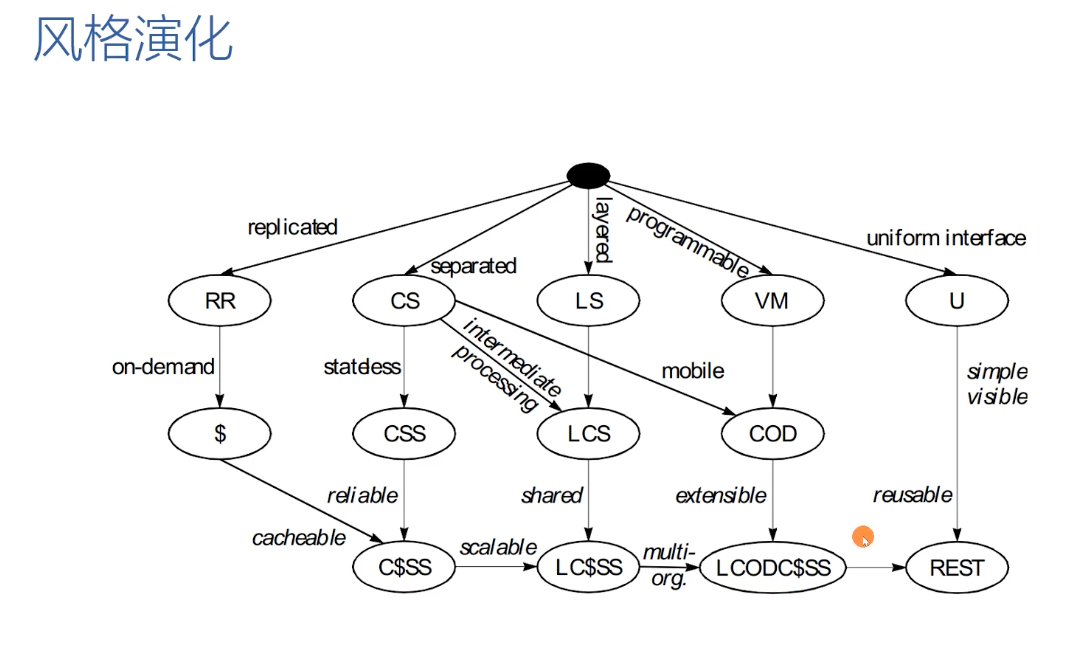 风格演化
replicated
separated
layered
programmable
uniform interface
RR
CS
LS
VM
U
on-demand
stateless
intermediate
processing
mobile
simple
visible
$
CSS
LCS
COD
reliable
shared
extensible
reusable
cacheable
scalable
multi-
org.
C$SS
LC$SS
LCODC$SS
REST